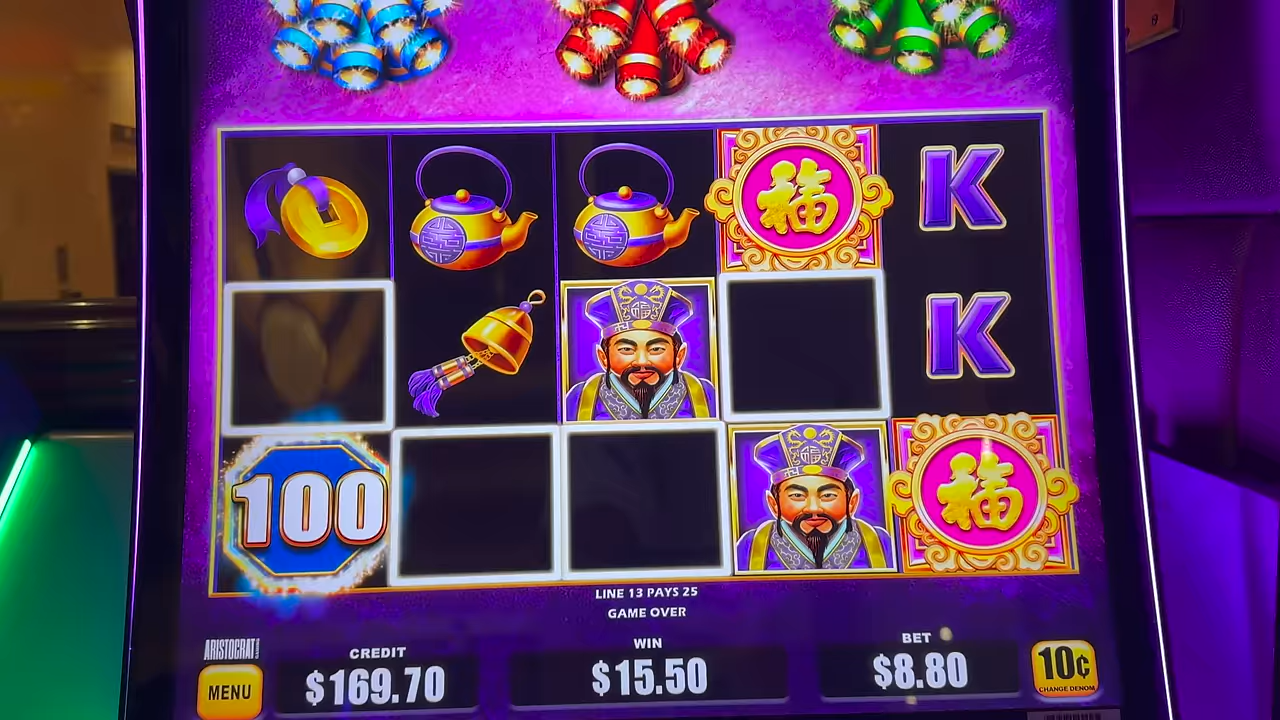 福
K
K
100
福
LINE 13 PAYS 25
GAME OVER
ARISTOCRAT
CREDIT
WIN
BET
MENU
$169.70
$15.50
$8.80
10¢
CHANGE DENOM